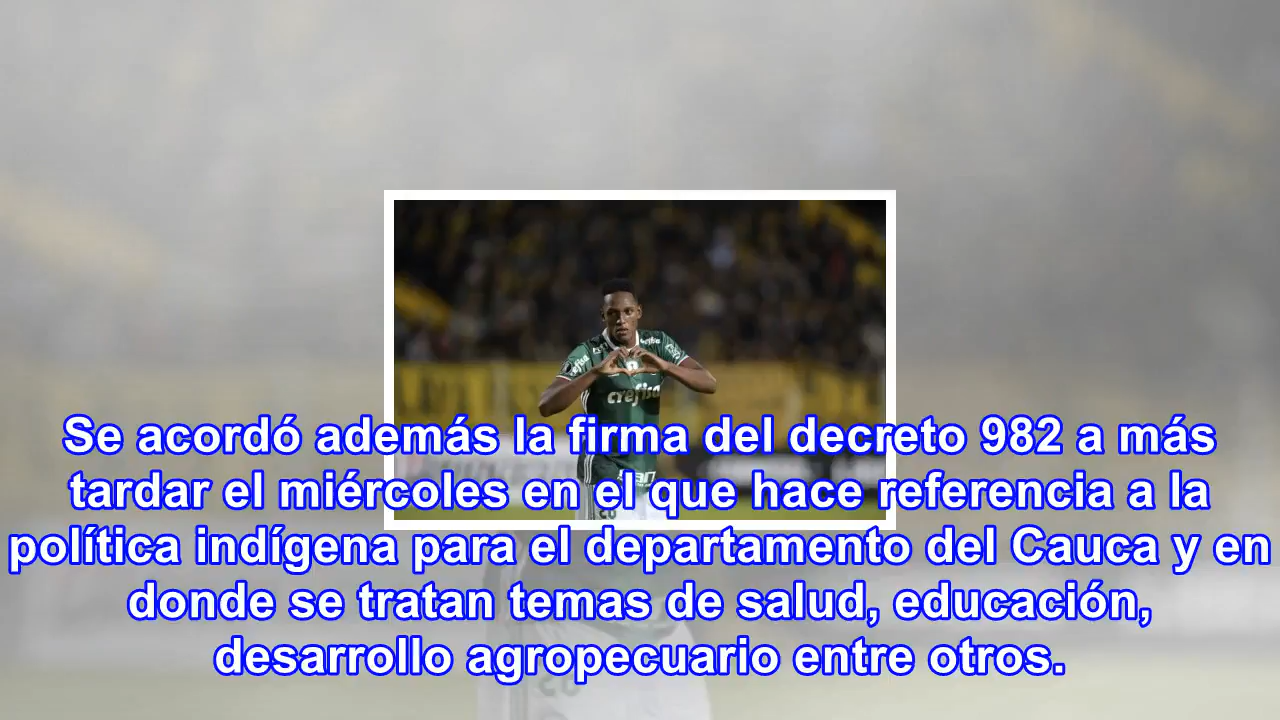 crefisa
Se acordó además la firma del decreto 982 a más
tardar el miércoles en el que hace referencia a la
política indígena para el departamento del Cauca y en
donde se tratan temas de salud, educación,
desarrollo agropecuario entre otros.